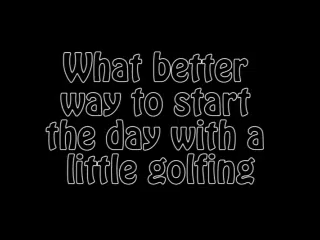 What better
way to start
the day with a
little golfing